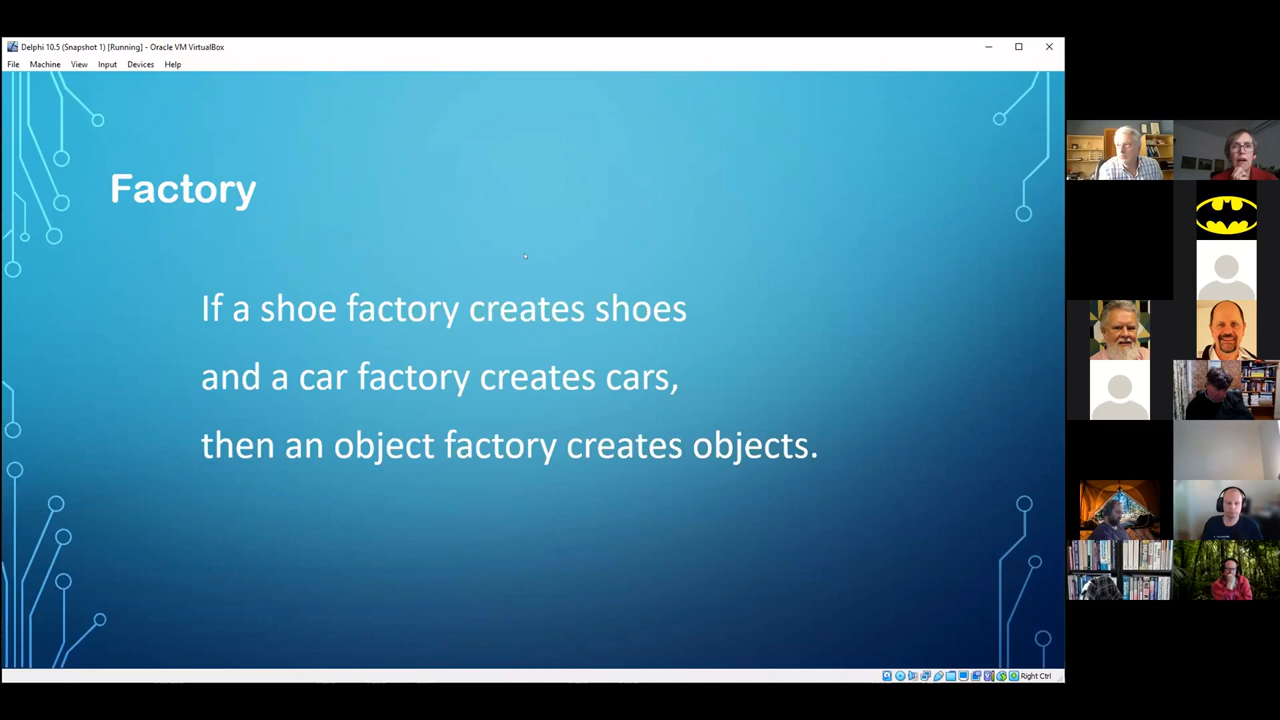 Delphi 10.5 (Snapshot 1) [Running] - Oracle VM VirtualBox
File Machine View Input Devices Help
Factory
If a shoe factory creates shoes
and a car factory creates cars,
then an object factory creates objects.
Right Ctrl